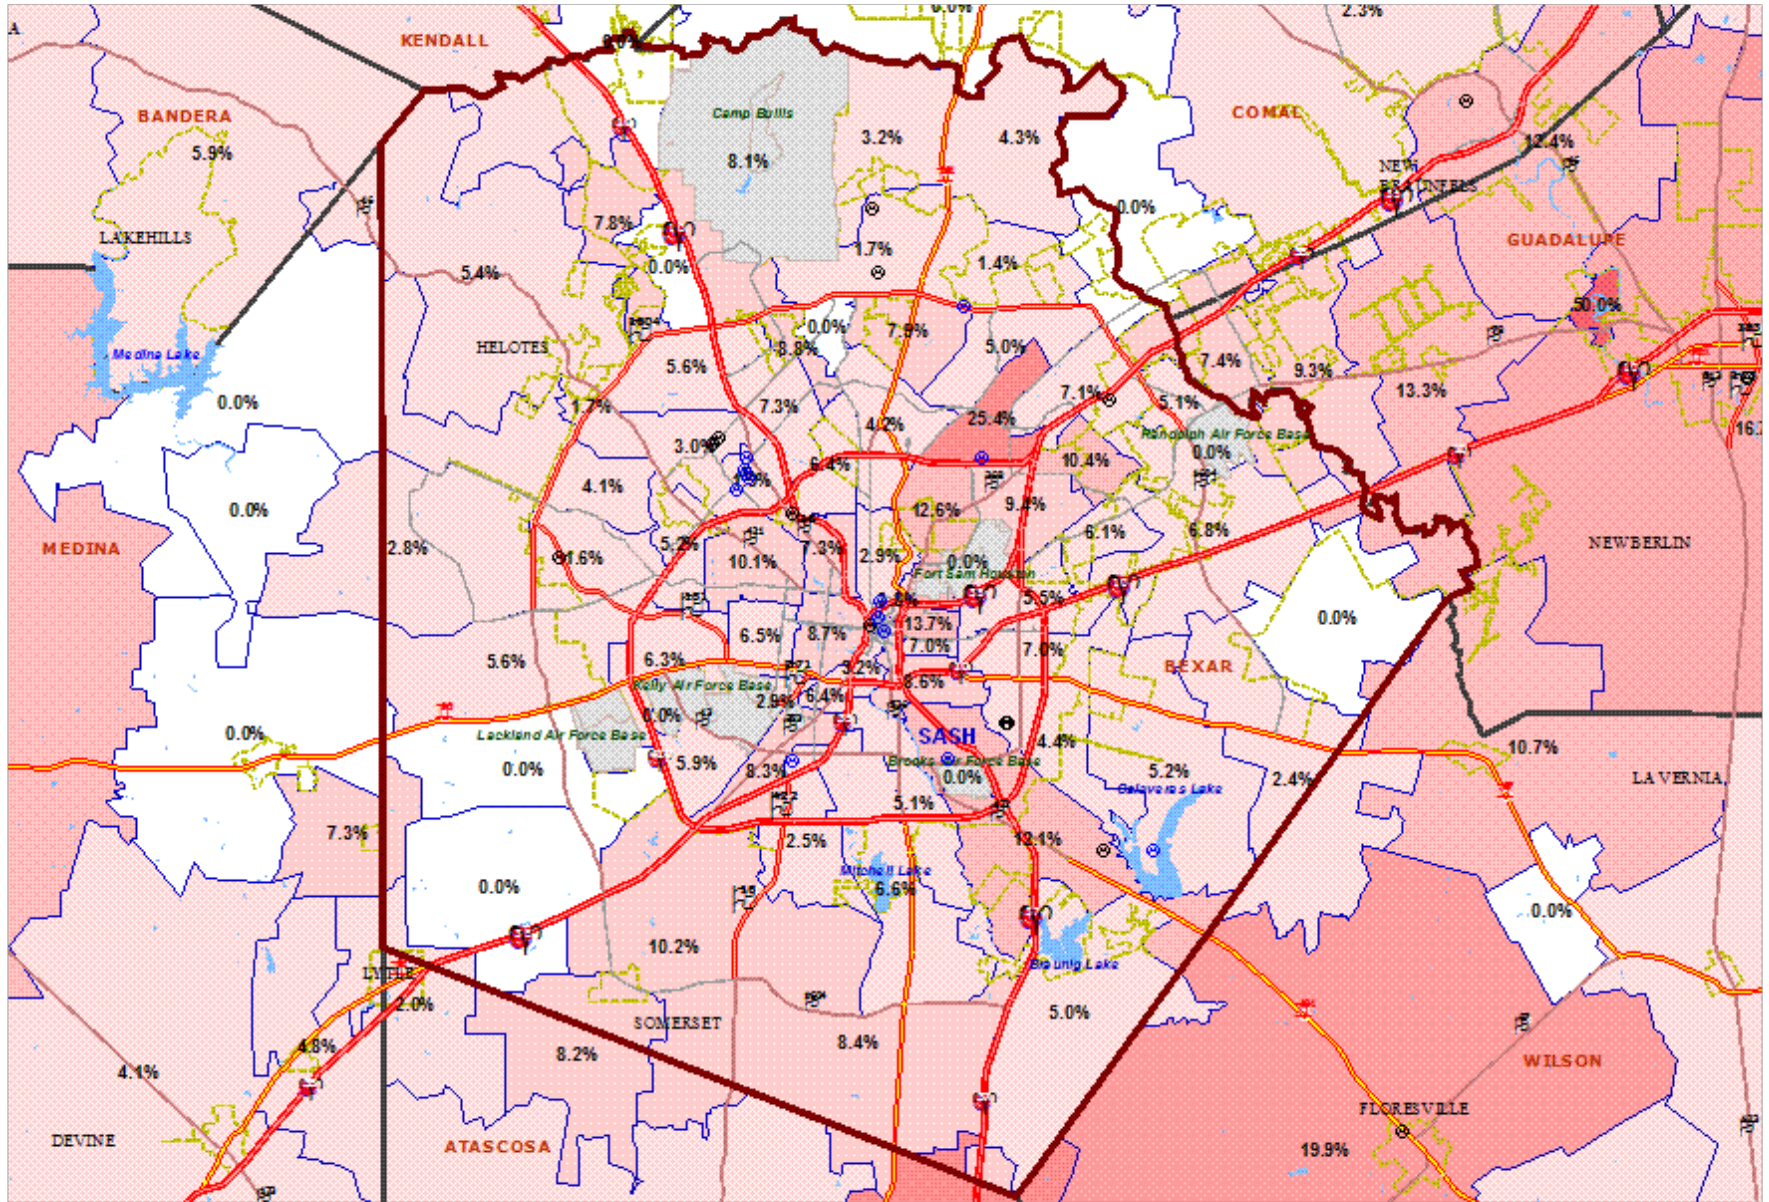 0.0%
2.3%
A
KENDALL
0.0%
BANDERA
5.9%
Camp Bullis
8.1%
3.2%
4.3%
COMAL
12.4%
NEW
BRAUNFELS
0.0%
LAKEHILLS
7.8%
0.0%
1.7%
1.4%
GUADALUPE
5.4%
50.0%
Medina Lake
HELOTES
0.0%
8.8%
7.9%
5.0%
7.4%
9.3%
13.3%
5.6%
0.0%
1.7%
7.3%
4.2%
25.4%
7.1%
5.1%
Randolph Air Force Base
0.0%
3.0%
6.4%
10.4%
4.1%
0.0%
12.6%
9.4%
6.1%
6.8%
MEDINA
2.8%
1.6%
5.2%
10.1%
7.3%
2.9%
0.0%
Fort Sam Houston
NEWBERLIN
5.5%
0.0%
6.5%
8.7%
13.7%
7.0%
7.0%
5.6%
6.3%
3.2%
8.6%
BEXAR
Kelly Air Force Base
2.9%
6.4%
0.0%
Lackland Air Force Base
0.0%
0.0%
5.9%
8.3%
SASH
4.4%
Brooks Air Force Base
0.0%
5.2%
2.4%
Calaveras Lake
10.7%
LA VERNIA
5.1%
7.3%
2.5%
12.1%
Mitchell Lake
6.6%
0.0%
0.0%
10.2%
Braunig Lake
LYTLE
2.0%
SOMERSET
5.0%
4.8%
8.2%
8.4%
4.1%
WILSON
FLORESVILLE
DEVINE
ATASCOSA
19.9%